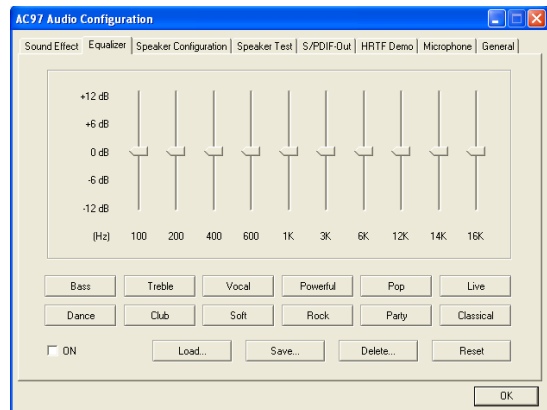 AC97 Audio Configuration
Sound Effect Equalizer Speaker Configuration Speaker Test S/PDIF-Out HRTF Demo Microphone General
+12 dB
+6 dB
0 dB
-6 dB
-12 dB
(Hz) 100 200 400 600 1K 3K 6K 12K 14K 16K
Bass Treble Vocal Powerful Pop Live
Dance Club Soft Rock Party Classical
ON Load... Save... Delete... Reset
OK